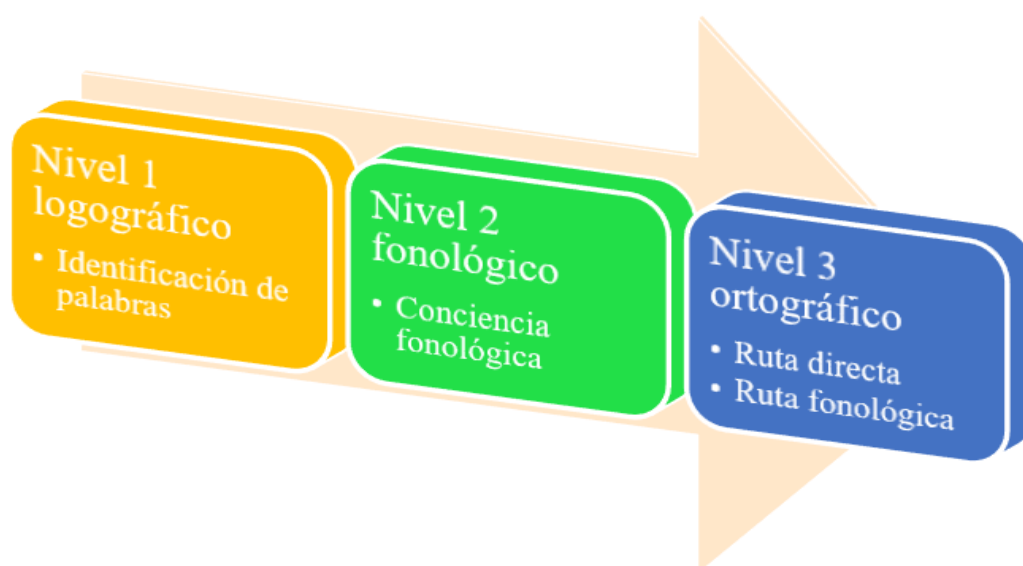 Nivel 1
logográfico
• Identificación de
palabras
Nivel 2
fonológico
• Conciencia
fonológica
Nivel 3
ortográfico
• Ruta directa
• Ruta fonológica